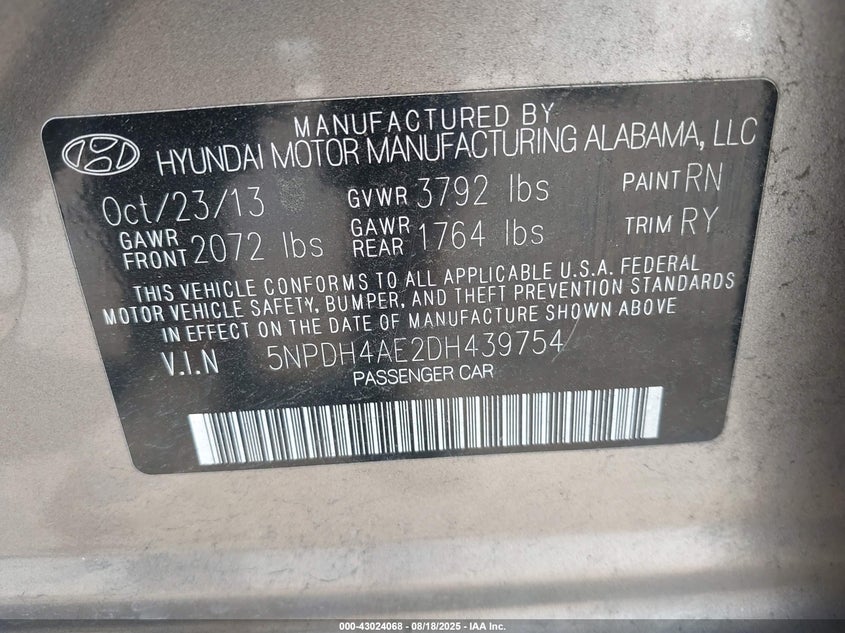 MANUFACTURED BY
HYUNDAI MOTOR MANUFACTURING ALABAMA, LLC
Oct/23/13 GVWR 3792 lbs PAINT RN
GAWR FRONT 2072 lbs GAWR REAR 1764 lbs TRIM RY
THIS VEHICLE CONFORMS TO ALL APPLICABLE U.S.A. FEDERAL
MOTOR VEHICLE SAFETY, BUMPER, AND THEFT PREVENTION STANDARDS
IN EFFECT ON THE DATE OF MANUFACTURE SHOWN ABOVE
V.I.N 5NPDH4AE2DH439754
PASSENGER CAR
000-43024068 - 08/18/2025 - IAA Inc.